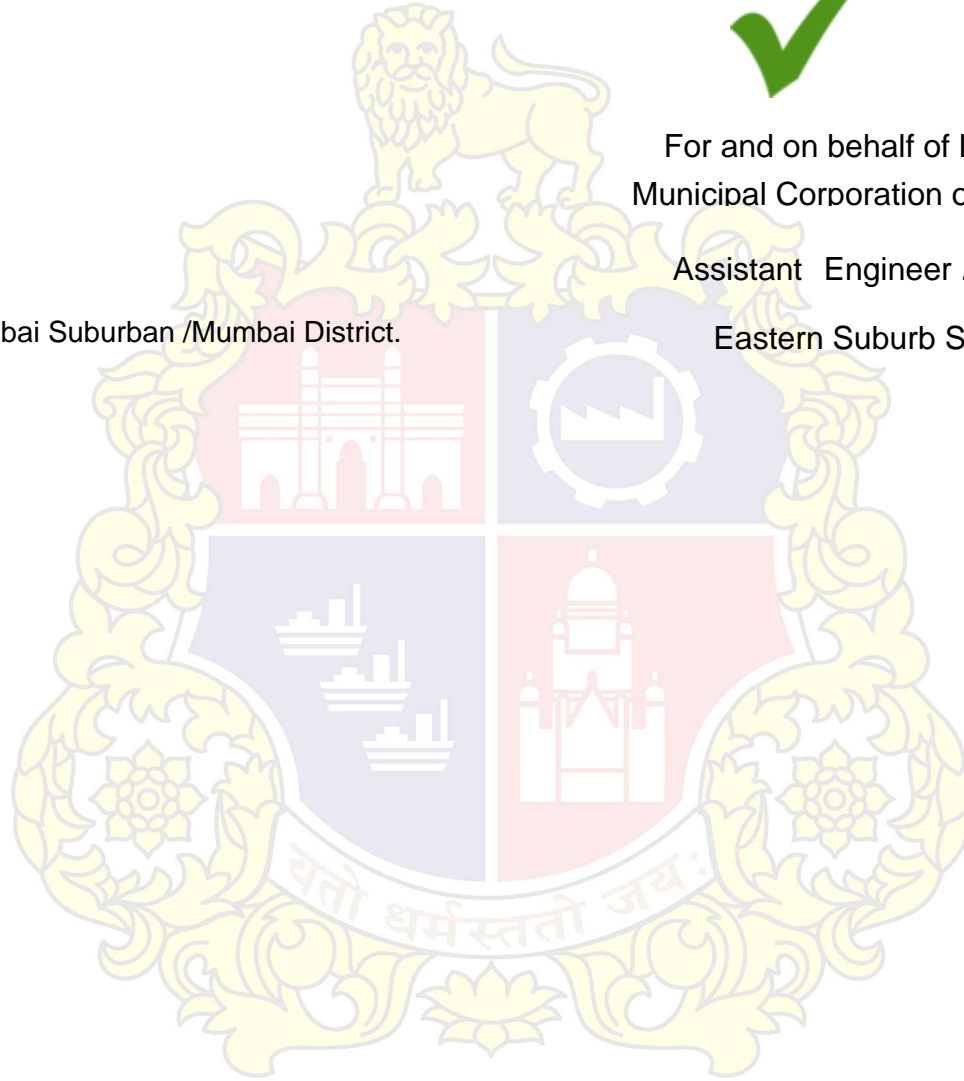 For and on behalf of
Municipal Corporation
Assistant Engineer
bai Suburban /Mumbai District.
Eastern Suburb S
यतो धर्मस्ततो जय: